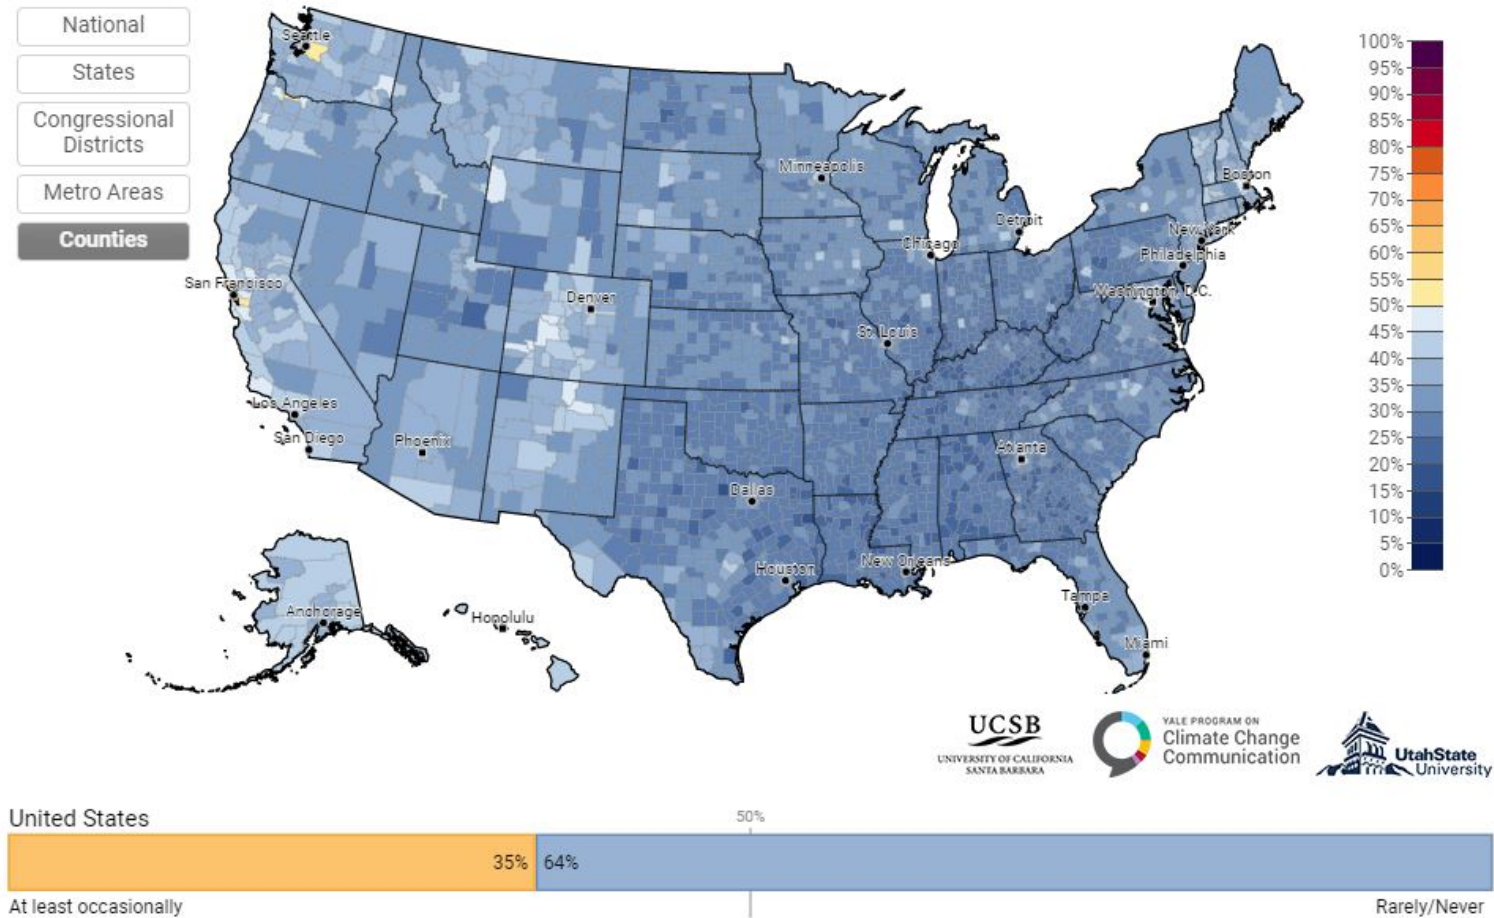 National
States
Congressional
Districts
Metro Areas
Counties
Seattle
Minneapolis
Boston
Detroit
New York
Chicago
Philadelphia
San Francisco
Washington, D.C.
Denver
St. Louis
Los Angeles
San Diego
Phoenix
Atlanta
Dallas
Houston
New Orleans
Tampa
Miami
Anchorage
Honolulu
100%
95%
90%
85%
80%
75%
70%
65%
60%
55%
50%
45%
40%
35%
30%
25%
20%
15%
10%
5%
0%
UCSB
UNIVERSITY OF CALIFORNIA
SANTA BARBARA
YALE PROGRAM ON
Climate Change
Communication
UtahState
University
United States
50%
35% 64%
At least occasionally
Rarely/Never